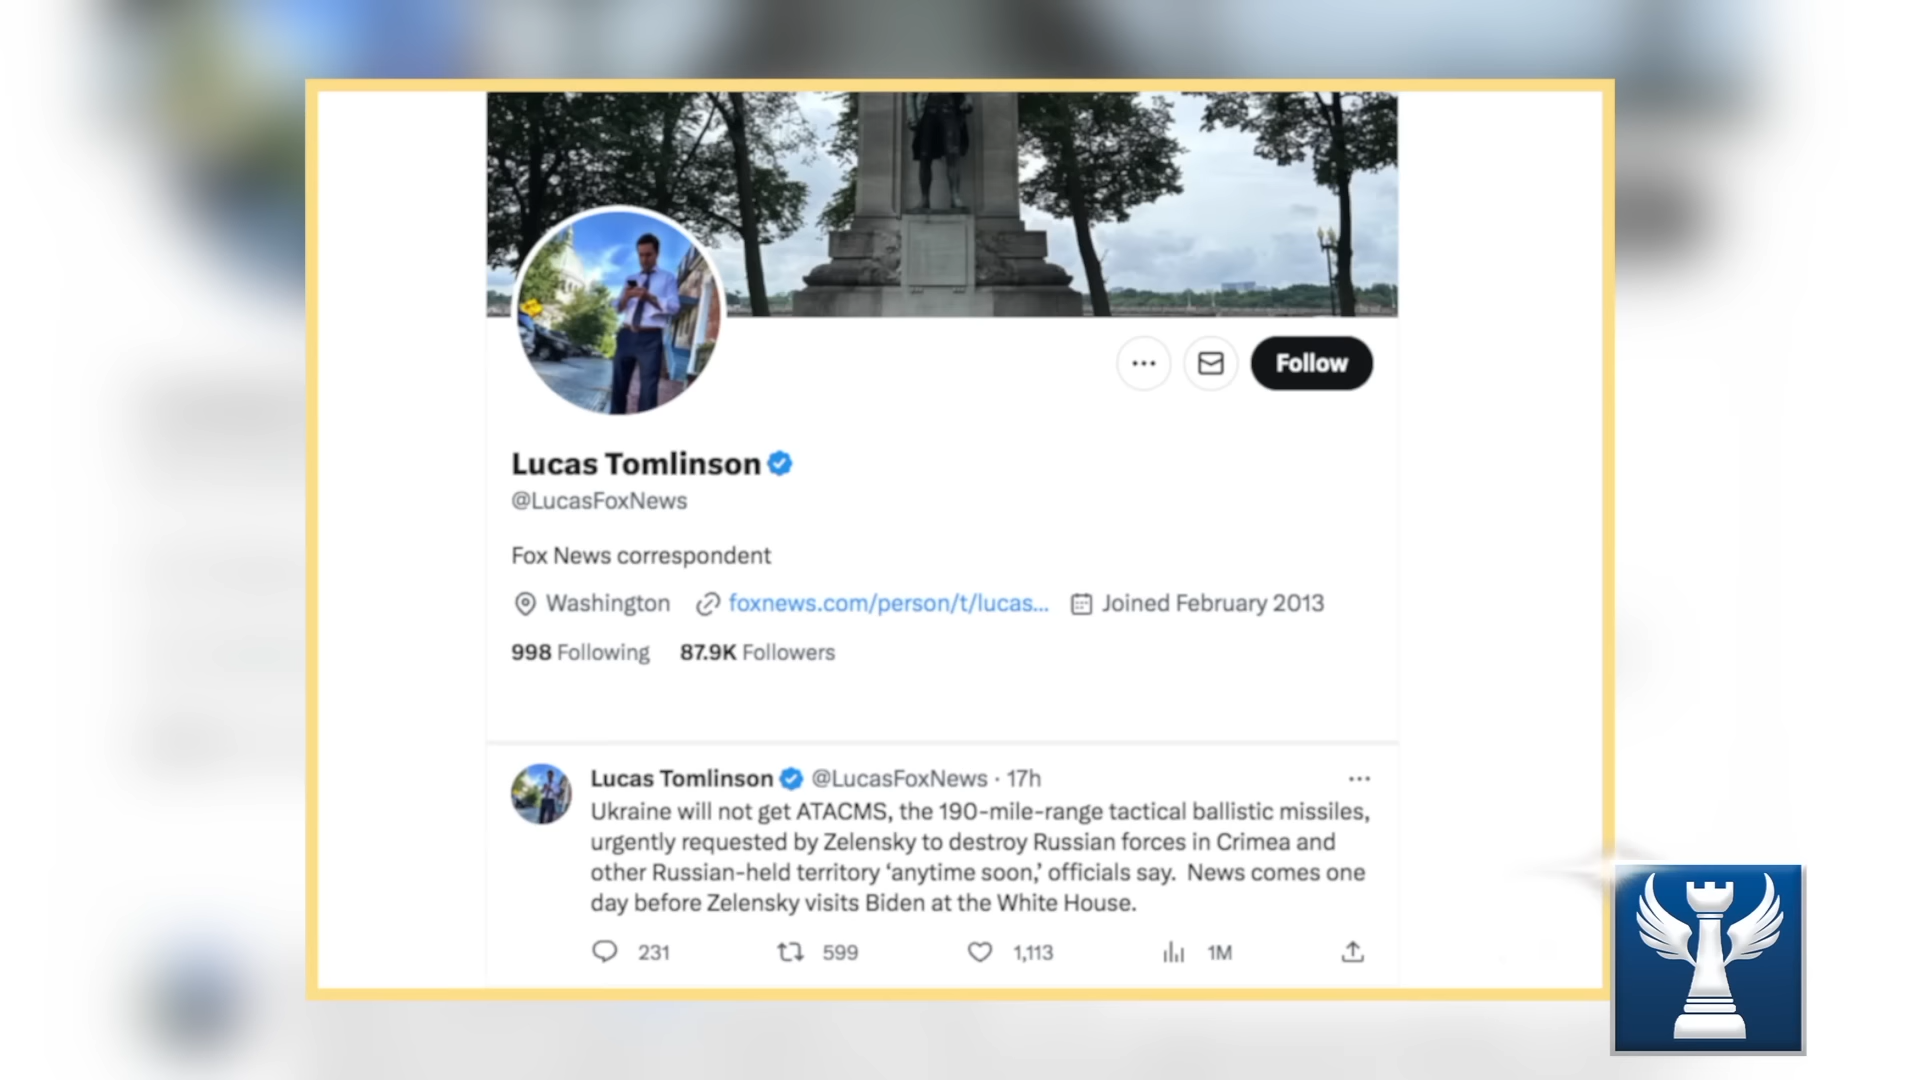 Follow
Lucas Tomlinson
@LucasFoxNews
Fox News correspondent
Washington foxnews.com/person/t/lucas... Joined February 2013
998 Following 87.9K Followers
Lucas Tomlinson @LucasFoxNews · 17h
Ukraine will not get ATACMS, the 190-mile-range tactical ballistic missiles,
urgently requested by Zelensky to destroy Russian forces in Crimea and
other Russian-held territory ‘anytime soon,’ officials say.  News comes one
day before Zelensky visits Biden at the White House.
231 599 1,113 1M